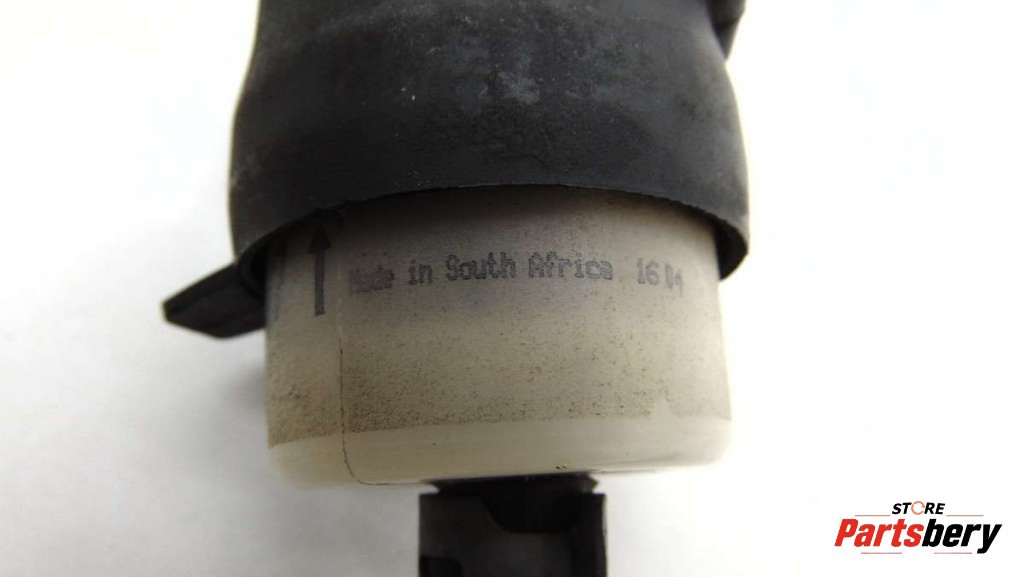 Made in South Africa 16 04
STORE
Partsbery